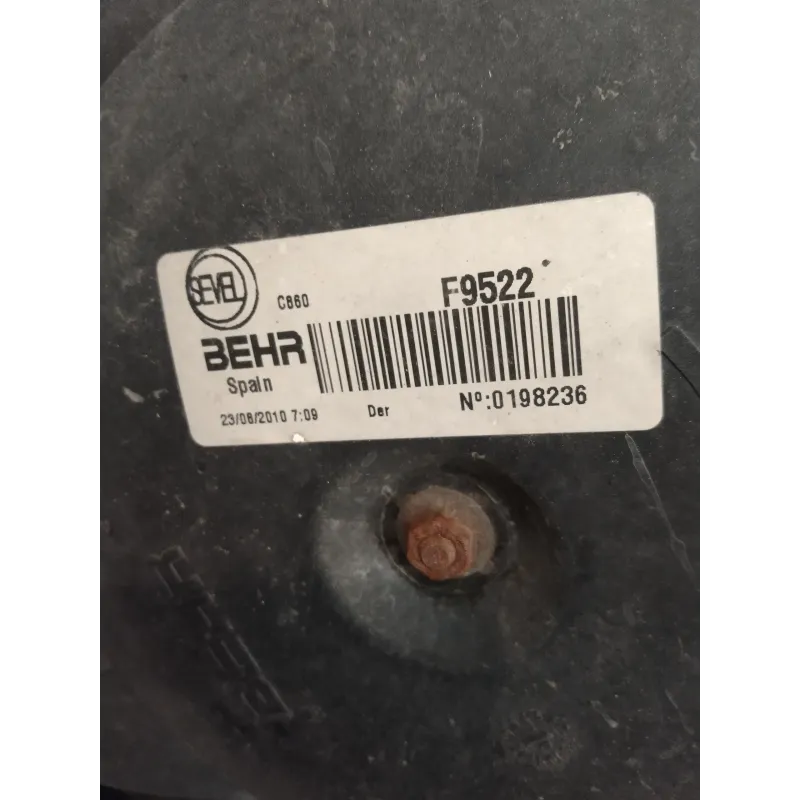 SEVEL
C860
F9522
BEHR
Spain
23/08/2010 7:09
Der
Nº:0198236